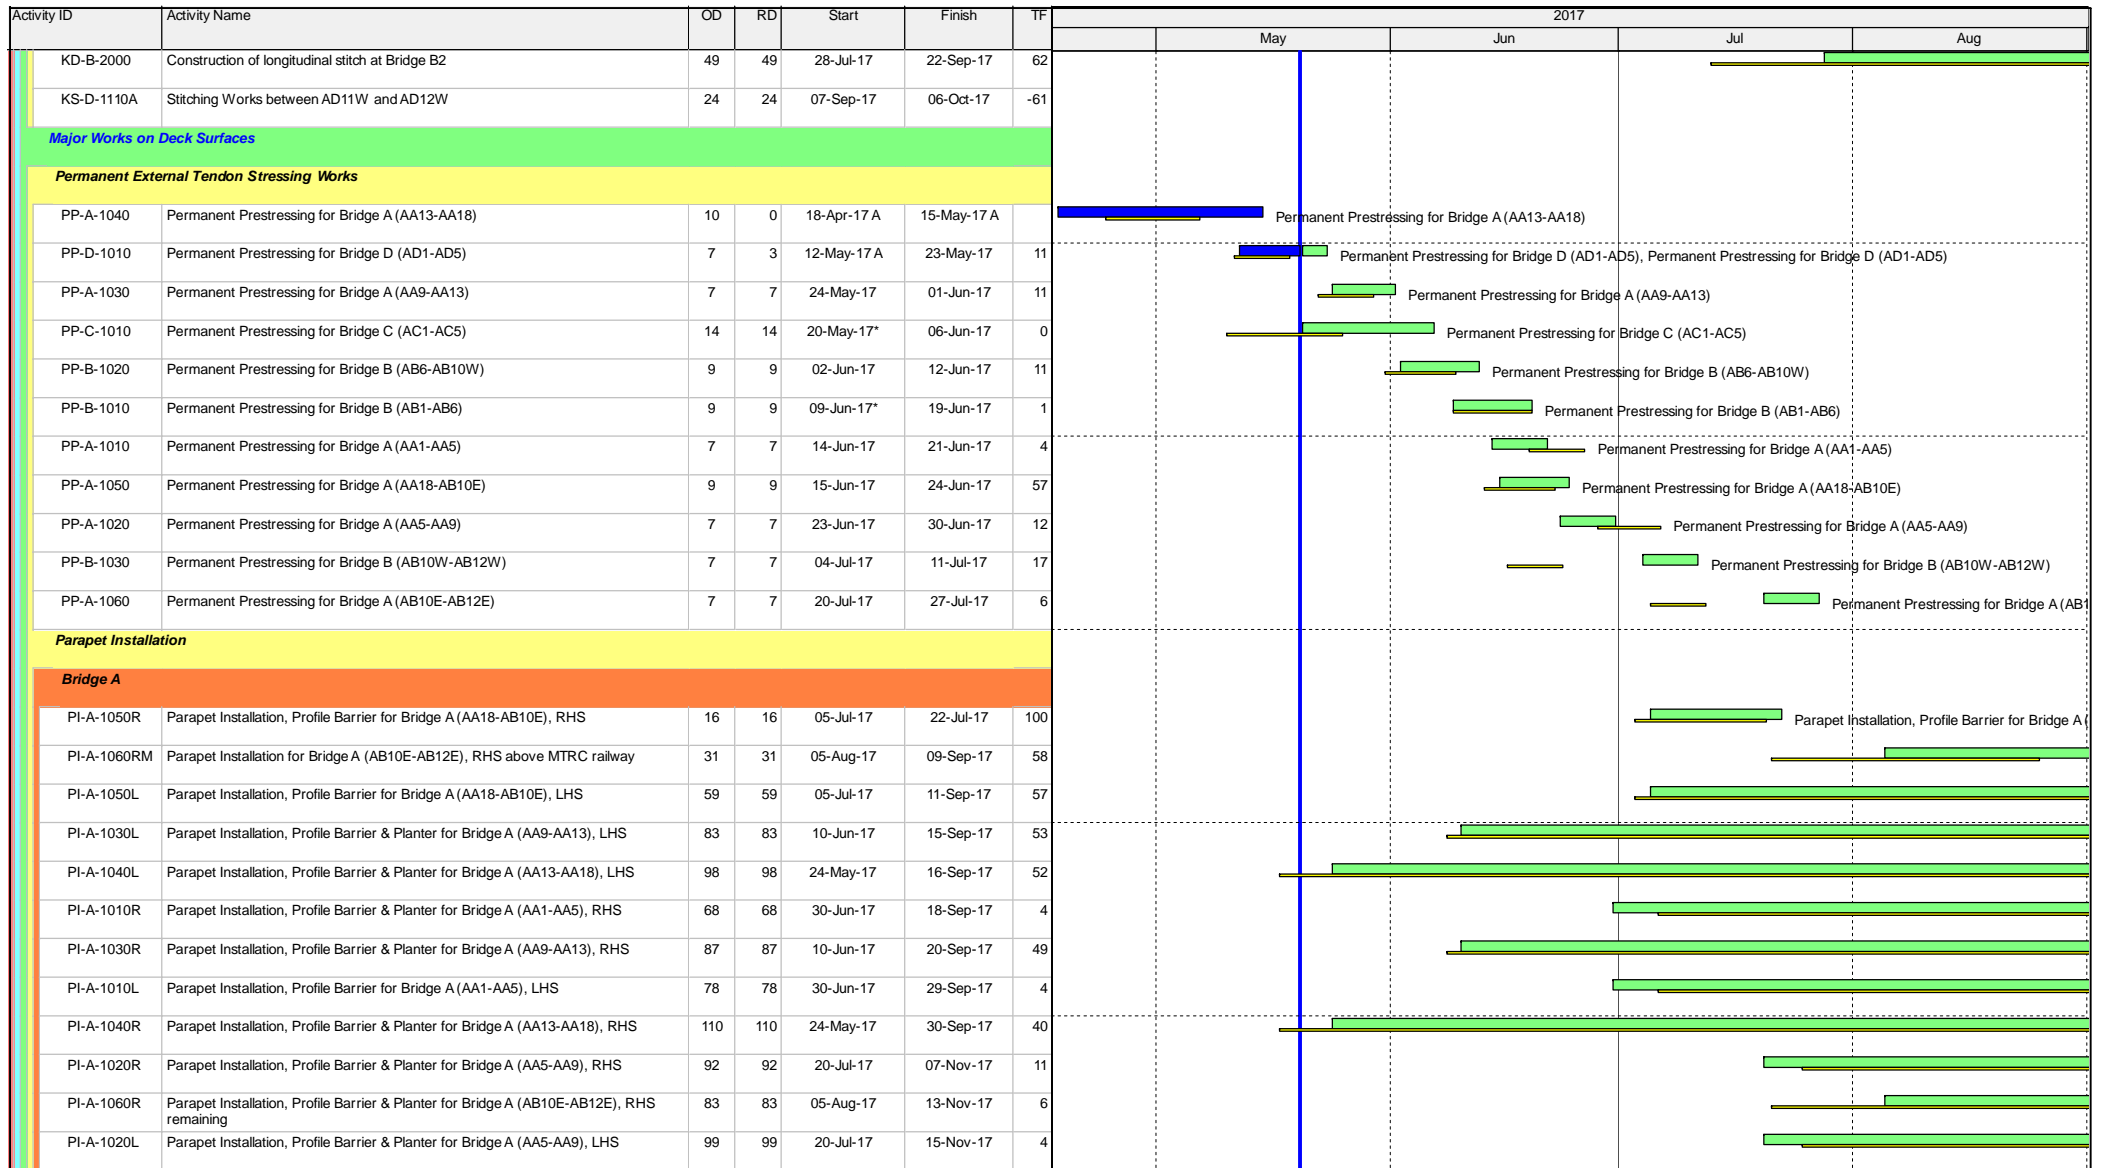 Activity ID Activity Name OD RD Start Finish TF 2017
May Jun Jul Aug
KD-B-2000 Construction of longitudinal stitch at Bridge B2 49 49 28-Jul-17 22-Sep-17 62
KS-D-1110A Stitching Works between AD11W and AD12W 24 24 07-Sep-17 06-Oct-17 -61
Major Works on Deck Surfaces
Permanent External Tendon Stressing Works
PP-A-1040 Permanent Prestressing for Bridge A (AA13-AA18) 10 0 18-Apr-17 A 15-May-17 A Permanent Prestressing for Bridge A (AA13-AA18)
PP-D-1010 Permanent Prestressing for Bridge D (AD1-AD5) 7 3 12-May-17 A 23-May-17 11 Permanent Prestressing for Bridge D (AD1-AD5), Permanent Prestressing for Bridge D (AD1-AD5)
PP-A-1030 Permanent Prestressing for Bridge A (AA9-AA13) 7 7 24-May-17 01-Jun-17 11 Permanent Prestressing for Bridge A (AA9-AA13)
PP-C-1010 Permanent Prestressing for Bridge C (AC1-AC5) 14 14 20-May-17* 06-Jun-17 0 Permanent Prestressing for Bridge C (AC1-AC5)
PP-B-1020 Permanent Prestressing for Bridge B (AB6-AB10W) 9 9 02-Jun-17 12-Jun-17 11 Permanent Prestressing for Bridge B (AB6-AB10W)
PP-B-1010 Permanent Prestressing for Bridge B (AB1-AB6) 9 9 09-Jun-17* 19-Jun-17 1 Permanent Prestressing for Bridge B (AB1-AB6)
PP-A-1010 Permanent Prestressing for Bridge A (AA1-AA5) 7 7 14-Jun-17 21-Jun-17 4 Permanent Prestressing for Bridge A (AA1-AA5)
PP-A-1050 Permanent Prestressing for Bridge A (AA18-AB10E) 9 9 15-Jun-17 24-Jun-17 57 Permanent Prestressing for Bridge A (AA18-AB10E)
PP-A-1020 Permanent Prestressing for Bridge A (AA5-AA9) 7 7 23-Jun-17 30-Jun-17 12 Permanent Prestressing for Bridge A (AA5-AA9)
PP-B-1030 Permanent Prestressing for Bridge B (AB10W-AB12W) 7 7 04-Jul-17 11-Jul-17 17 Permanent Prestressing for Bridge B (AB10W-AB12W)
PP-A-1060 Permanent Prestressing for Bridge A (AB10E-AB12E) 7 7 20-Jul-17 27-Jul-17 6 Permanent Prestressing for Bridge A (AB1
Parapet Installation
Bridge A
PI-A-1050R Parapet Installation, Profile Barrier for Bridge A (AA18-AB10E), RHS 16 16 05-Jul-17 22-Jul-17 100 Parapet Installation, Profile Barrier for Bridge A (
PI-A-1060RM Parapet Installation for Bridge A (AB10E-AB12E), RHS above MTRC railway 31 31 05-Aug-17 09-Sep-17 58
PI-A-1050L Parapet Installation, Profile Barrier for Bridge A (AA18-AB10E), LHS 59 59 05-Jul-17 11-Sep-17 57
PI-A-1030L Parapet Installation, Profile Barrier & Planter for Bridge A (AA9-AA13), LHS 83 83 10-Jun-17 15-Sep-17 53
PI-A-1040L Parapet Installation, Profile Barrier & Planter for Bridge A (AA13-AA18), LHS 98 98 24-May-17 16-Sep-17 52
PI-A-1010R Parapet Installation, Profile Barrier & Planter for Bridge A (AA1-AA5), RHS 68 68 30-Jun-17 18-Sep-17 4
PI-A-1030R Parapet Installation, Profile Barrier & Planter for Bridge A (AA9-AA13), RHS 87 87 10-Jun-17 20-Sep-17 49
PI-A-1010L Parapet Installation, Profile Barrier for Bridge A (AA1-AA5), LHS 78 78 30-Jun-17 29-Sep-17 4
PI-A-1040R Parapet Installation, Profile Barrier & Planter for Bridge A (AA13-AA18), RHS 110 110 24-May-17 30-Sep-17 40
PI-A-1020R Parapet Installation, Profile Barrier & Planter for Bridge A (AA5-AA9), RHS 92 92 20-Jul-17 07-Nov-17 11
PI-A-1060R Parapet Installation, Profile Barrier & Planter for Bridge A (AB10E-AB12E), RHS 83 83 05-Aug-17 13-Nov-17 6
remaining
PI-A-1020L Parapet Installation, Profile Barrier & Planter for Bridge A (AA5-AA9), LHS 99 99 20-Jul-17 15-Nov-17 4